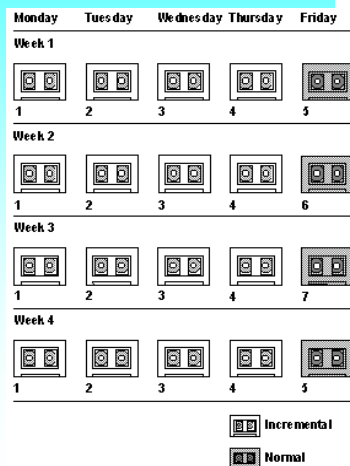 Monday Tuesday Wednesday Thursday Friday
Week 1
1 2 3 4 5
Week 2
1 2 3 4 6
Week 3
1 2 3 4 7
Week 4
1 2 3 4 5
Incremental
Normal